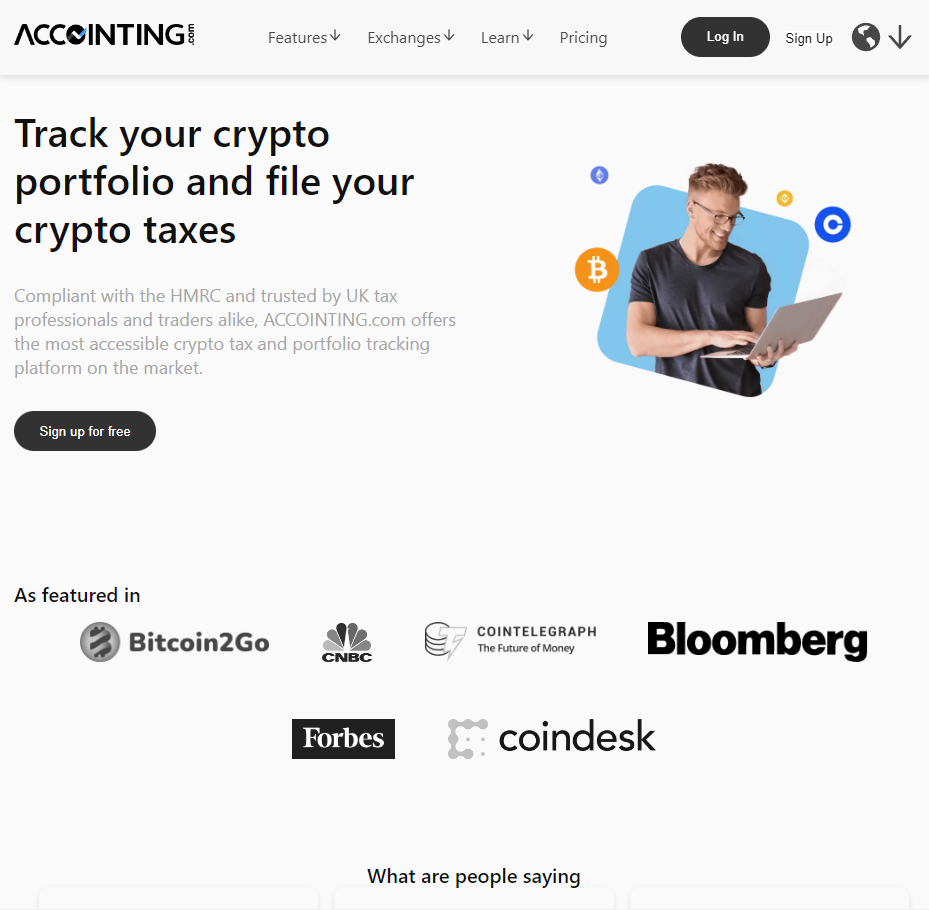 ACCOINTING.com
Features
Exchanges
Learn
Pricing
Log In
Sign Up
Track your crypto
portfolio and file your
crypto taxes
Compliant with the HMRC and trusted by UK tax
professionals and traders alike, ACCOINTING.com offers
the most accessible crypto tax and portfolio tracking
platform on the market.
Sign up for free
As featured in
Bitcoin2Go
CNBC
COINTELEGRAPH
The Future of Money
Bloomberg
Forbes
coindesk
What are people saying